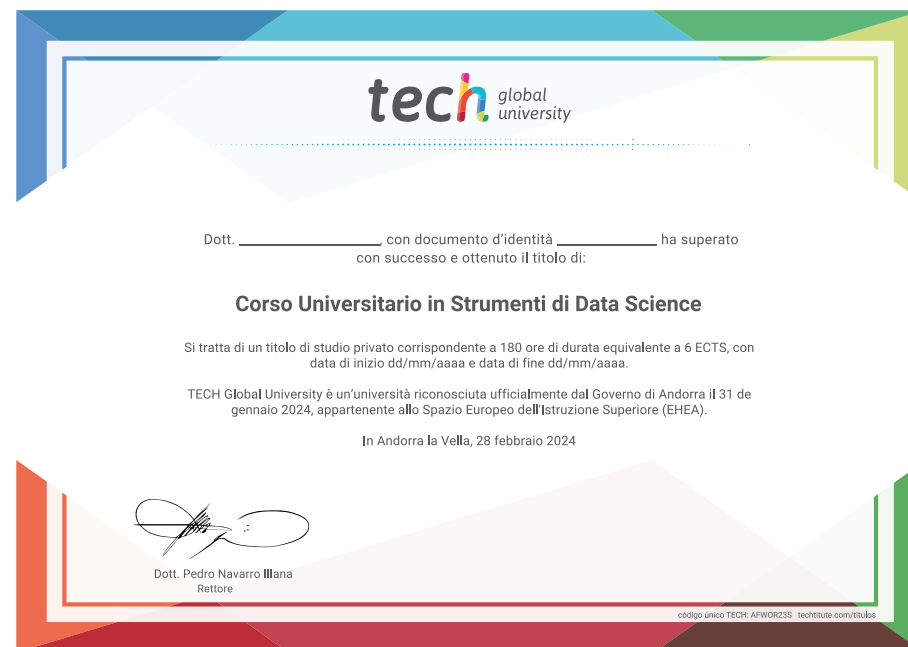 tech global university
Dott. ____________, con documento d'identità ____________ ha superato
con successo e ottenuto il titolo di:
Corso Universitario in Strumenti di Data Science
Si tratta di un titolo di studio privato corrispondente a 180 ore di durata equivalente a 6 ECTS, con
data di inizio dd/mm/aaaa e data di fine dd/mm/aaaa.
TECH Global University è un'università riconosciuta ufficialmente dal Governo di Andorra il 31 de
gennaio 2024, appartenente allo Spazio Europeo dell'Istruzione Superiore (EHEA).
In Andorra la Vella, 28 febbraio 2024
Dott. Pedro Navarro Illana
Rettore
código único TECH: AFWOR23S techtitute.com/titulos